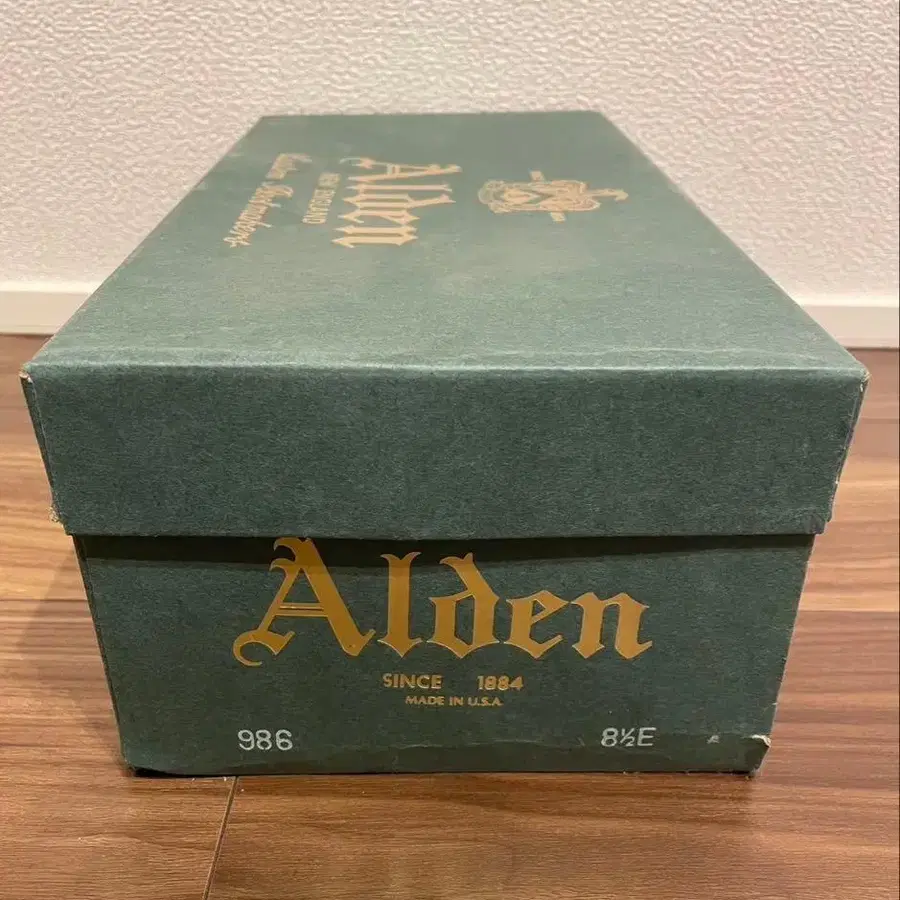 Alden
NEW ENGLAND
Custom Bootmakers
Alden
SINCE 1884
MADE IN U.S.A.
986
8½E